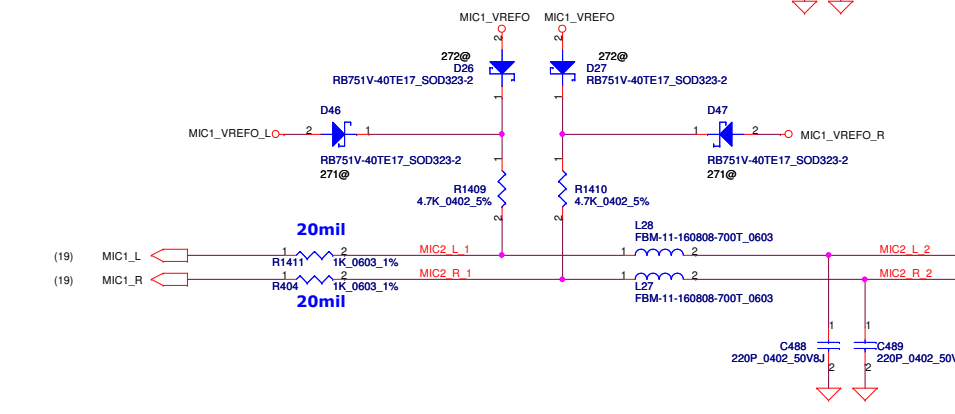 MIC1_VREFO MIC1_VREFO
2 2
272@ 272@
D26 D27
RB751V-40TE17_SOD323-2 RB751V-40TE17_SOD323-2
1 1
D46 D47
MIC1_VREFO_L 2 1 1 2 MIC1_VREFO_R
RB751V-40TE17_SOD323-2 RB751V-40TE17_SOD323-2
271@ 271@
1 1
R1409 R1410
4.7K_0402_5% 4.7K_0402_5%
2 2
20mil L28
FBM-11-160808-700T_0603
(19) MIC1_L 1 2 MIC2_L_1 1 2 MIC2_L_2
R1411 1K_0603_1%
(19) MIC1_R 1 2 MIC2_R_1 1 2 MIC2_R_2
R404 1K_0603_1% L27
20mil FBM-11-160808-700T_0603
1 1
C488 C489
220P_0402_50V8J 220P_0402_50V
2 2